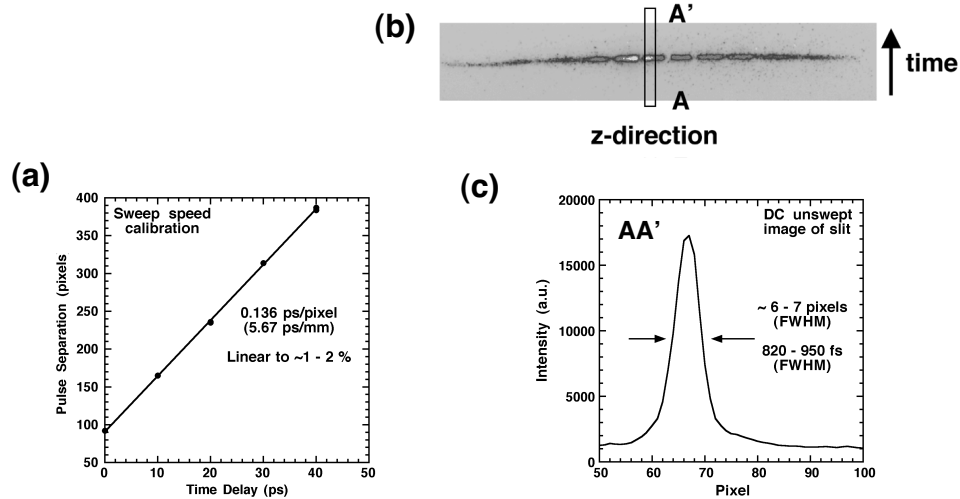 (b)
A’
time
A
z-direction
(a)
400
350
300
250
200
150
100
50
Pulse Separation (pixels
Sweep speed
calibration
0.136 ps/pixel
(5.67 ps/mm)
Linear to ~1 - 2 %
0
10
20
30
40
50
Time Delay (ps)
(c)
20000
15000
10000
5000
0
Intensity (a.u.)
AA’
DC unswept
image of slit
~ 6 - 7 pixels
(FWHM)
820 - 950 fs
(FWHM)
50
60
70
80
90
100
Pixel